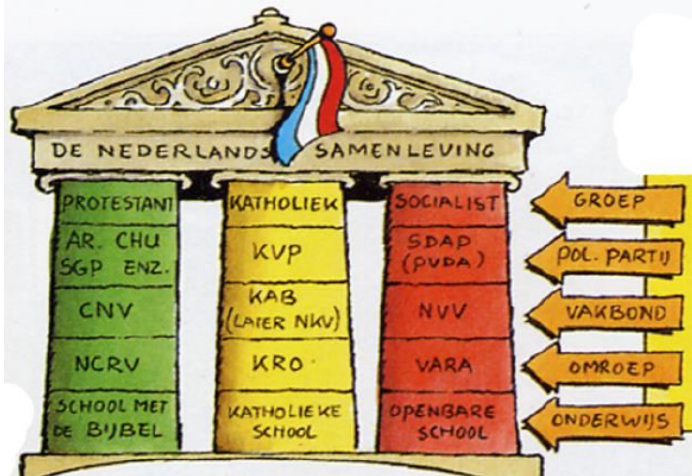 DE NEDERLANDS SAMENLEVING
PROTESTANT KATHOLIEK SOCIALIST GROEP
AR. CHU
SGP ENZ.
KVP
SDAP
(PVDA)
POL. PARTIJ
CNV
KAB
(LATER NKV)
NVV
VAKBOND
NCRV KRO VARA OMROEP
SCHOOL MET
DE BIJBEL
KATHOLIEKE
SCHOOL
OPENBARE
SCHOOL
ONDERWIJS